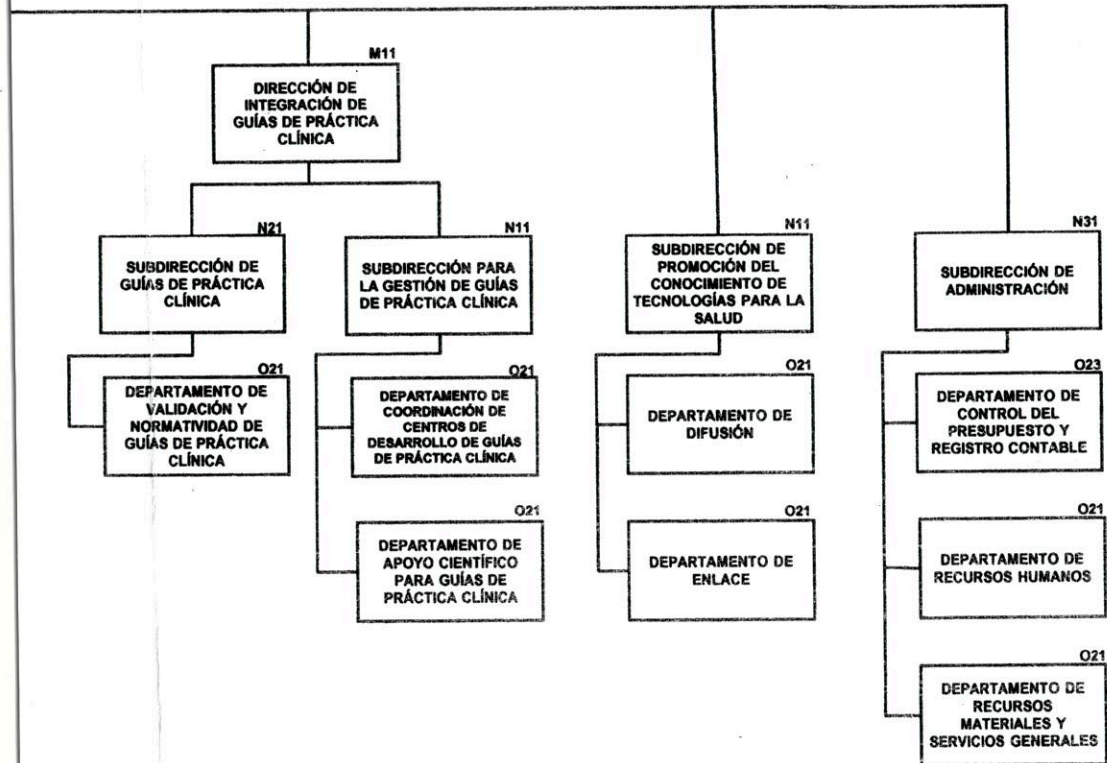 M11
DIRECCIÓN DE
INTEGRACIÓN DE
GUÍAS DE PRÁCTICA
CLÍNICA
N21
SUBDIRECCIÓN DE
GUÍAS DE PRÁCTICA
CLÍNICA
N11
SUBDIRECCIÓN PARA
LA GESTIÓN DE GUÍAS
DE PRÁCTICA CLÍNICA
N11
SUBDIRECCIÓN DE
PROMOCIÓN DEL
CONOCIMIENTO DE
TECNOLOGÍAS PARA LA
SALUD
N31
SUBDIRECCIÓN DE
ADMINISTRACIÓN
O21
DEPARTAMENTO DE
VALIDACIÓN Y
NORMATIVIDAD DE
GUÍAS DE PRÁCTICA
CLÍNICA
O21
DEPARTAMENTO DE
COORDINACIÓN DE
CENTROS DE
DESARROLLO DE GUÍAS
DE PRÁCTICA CLÍNICA
O21
DEPARTAMENTO DE
DIFUSIÓN
O23
DEPARTAMENTO DE
CONTROL DEL
PRESUPUESTO Y
REGISTRO CONTABLE
O21
DEPARTAMENTO DE
APOYO CIENTÍFICO
PARA GUÍAS DE
PRÁCTICA CLÍNICA
O21
DEPARTAMENTO DE
ENLACE
O21
DEPARTAMENTO DE
RECURSOS HUMANOS
O21
DEPARTAMENTO DE
RECURSOS
MATERIALES Y
SERVICIOS GENERALES